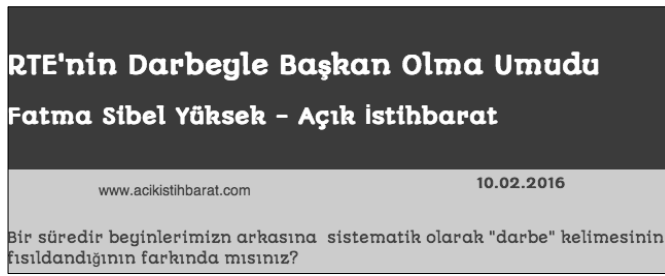 RTE'nin Darbeyle Başkan Olma Umudu
Fatma Sibel Yüksek - Açık İstihbarat
www.acikistihbarat.com
10.02.2016
Bir süredir beyinlerimizn arkasına sistematik olarak "darbe" kelimesinin
fısıldandığının farkında mısınız?